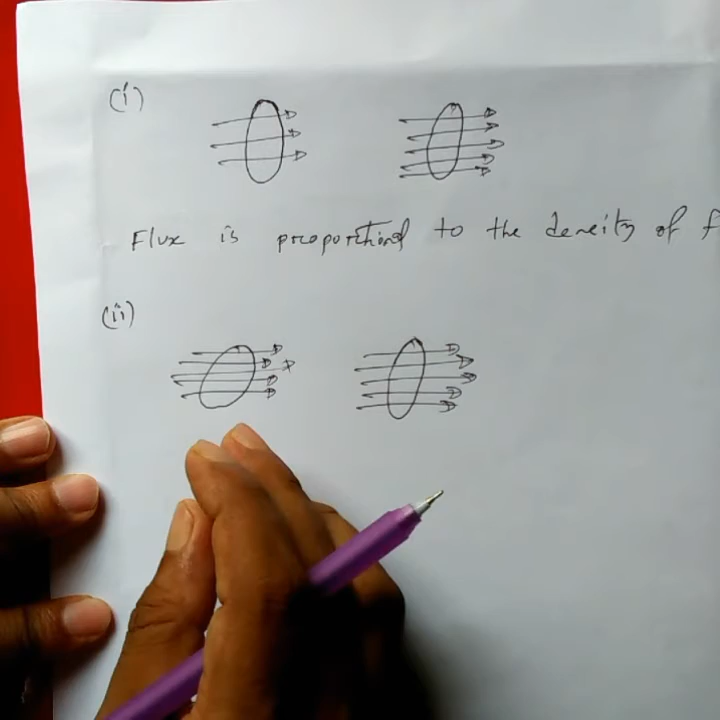 (i)
Flux is proportional to the density of f
(ii)